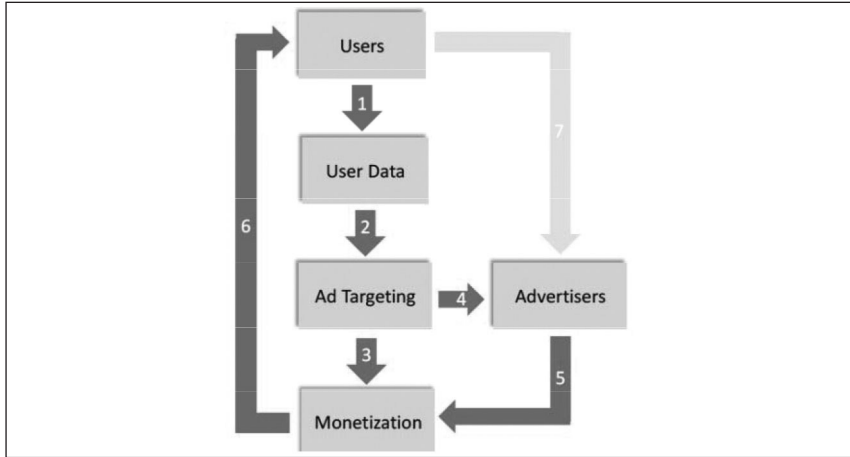 Users
1
7
User Data
6
2
Ad Targeting
4
Advertisers
3
5
Monetization